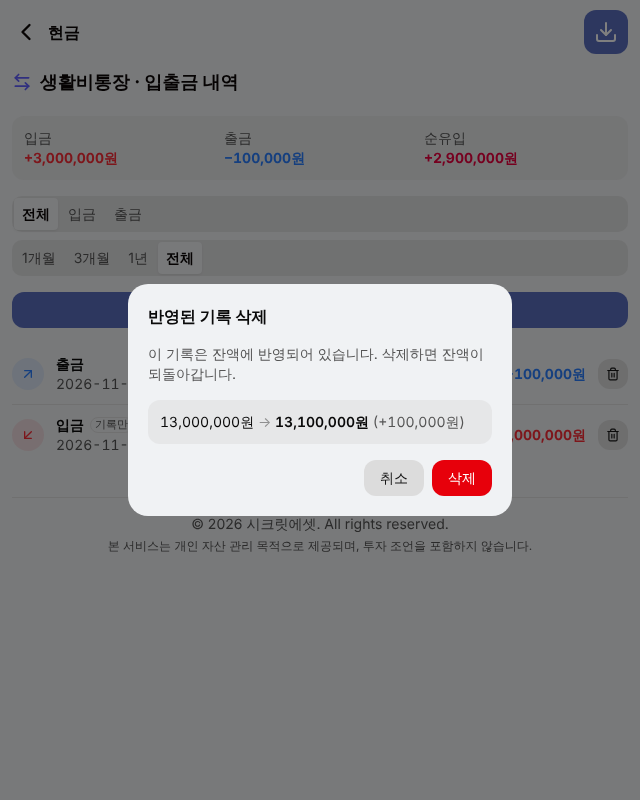 현금
생활비통장 · 입출금 내역
입금 출금 순유입
+3,000,000원 −100,000원 +2,900,000원
전체 입금 출금
1개월 3개월 1년 전체
반영된 기록 삭제
이 기록은 잔액에 반영되어 있습니다. 삭제하면 잔액이
되돌아갑니다.
13,000,000원 → 13,100,000원 (+100,000원)
취소 삭제
출금
2026-11- 100,000원
입금 기록만
2026-11- ,000,000원
© 2026 시크릿에셋. All rights reserved.
본 서비스는 개인 자산 관리 목적으로 제공되며, 투자 조언을 포함하지 않습니다.